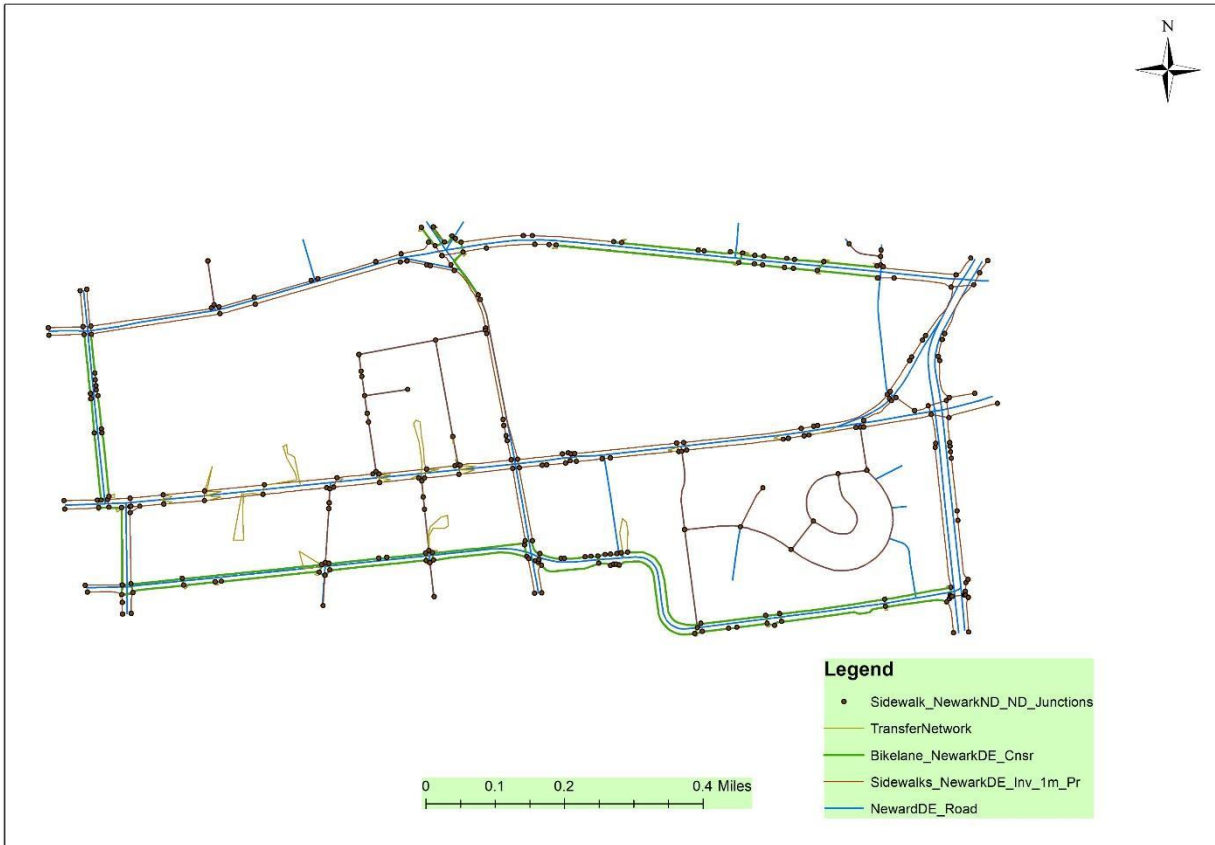 N
Legend
Sidewalk_NewarkND_ND_Junctions
TransferNetwork
Bikelane_NewarkDE_Cnsr
Sidewalks_NewarkDE_Inv_1m_Pr
NewardDE_Road
0 0.1 0.2 0.4 Miles